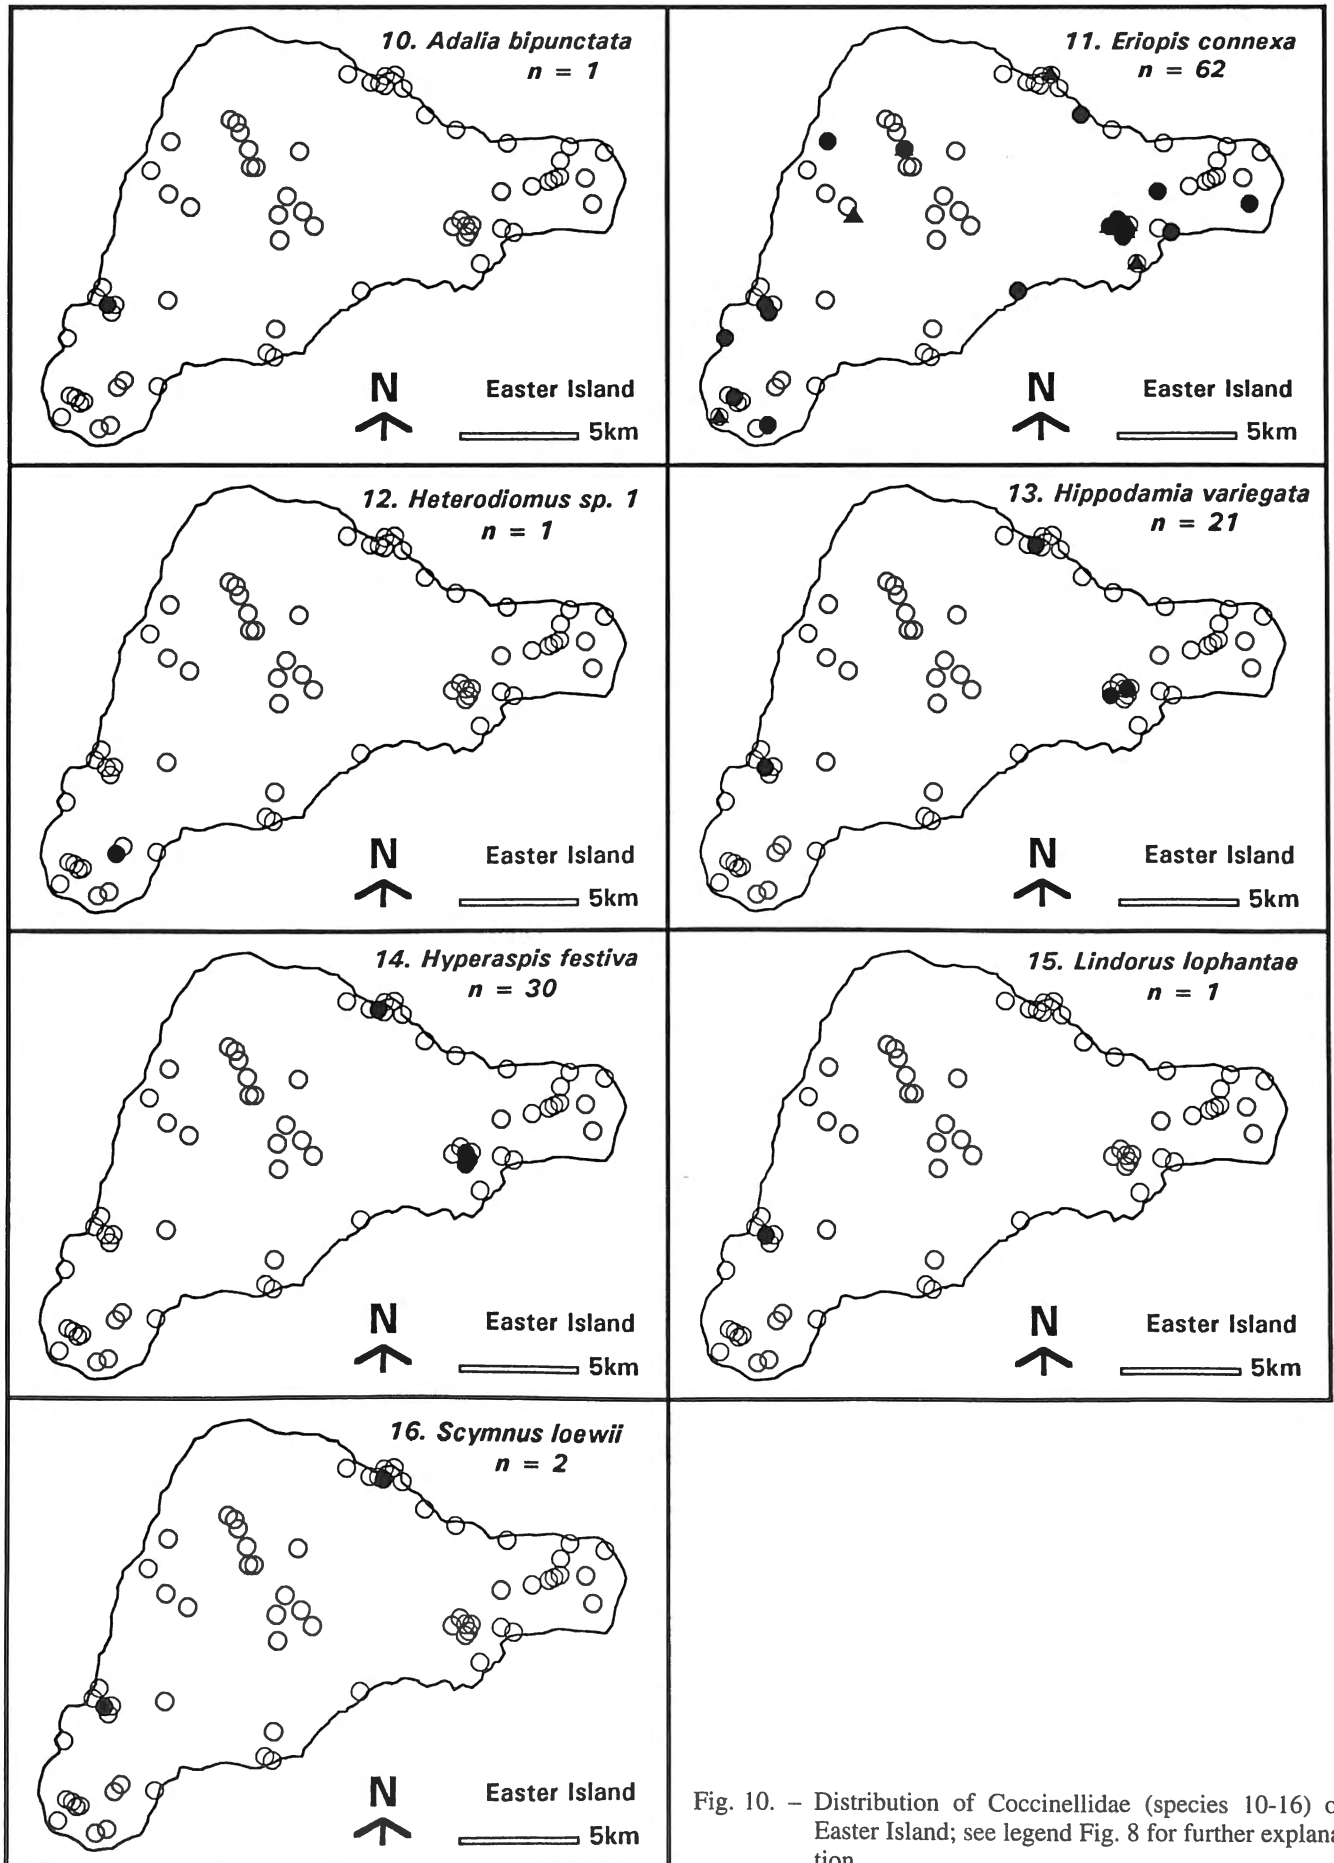 10. Adalia bipunctata
n = 1
N
Easter Island
5km
11. Eriopis connexa
n = 62
N
Easter Island
5km
12. Heterodiomus sp. 1
n = 1
N
Easter Island
5km
13. Hippodamia variegata
n = 21
N
Easter Island
5km
14. Hyperaspis festiva
n = 30
N
Easter Island
5km
15. Lindorus lophantae
n = 1
N
Easter Island
5km
16. Scymnus loewii
n = 2
N
Easter Island
5km
Fig. 10. – Distribution of Coccinellidae (species 10-16) o
Easter Island; see legend Fig. 8 for further explana
tion